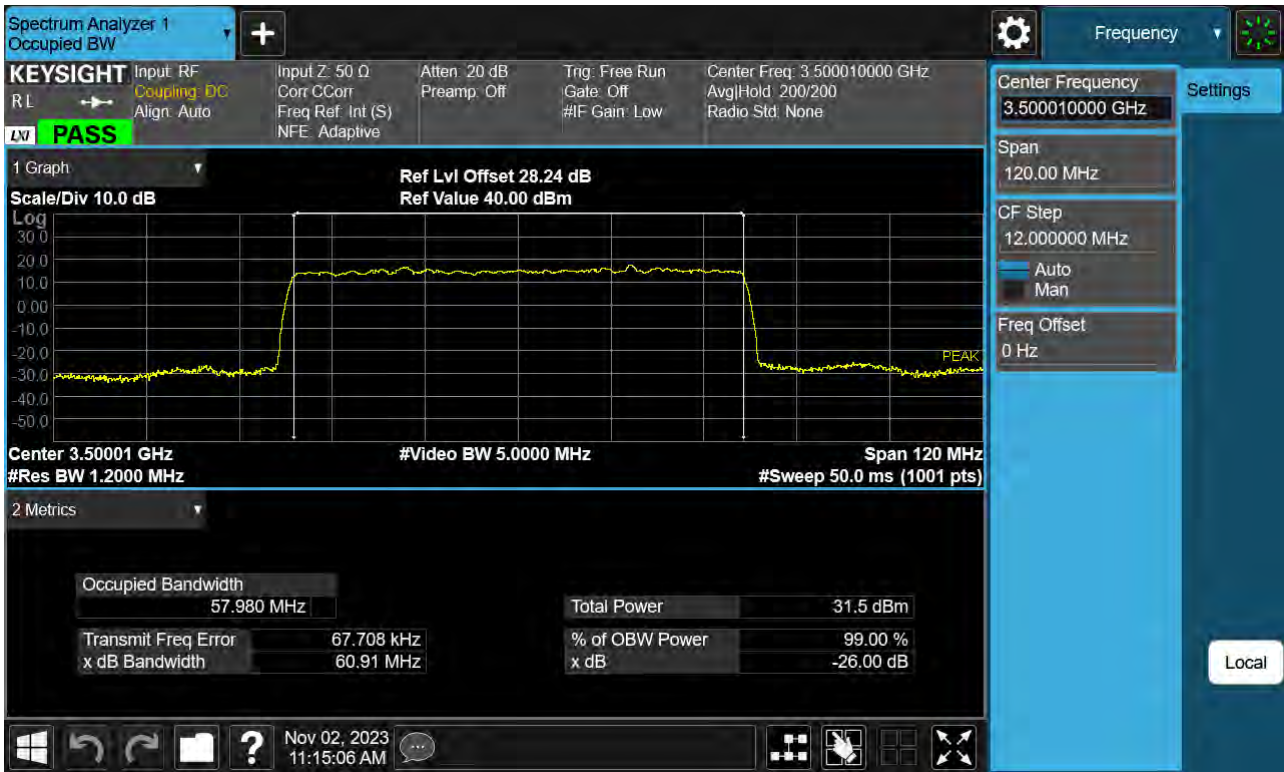 Spectrum Analyzer 1
Occupied BW
+
Frequency
KEYSIGHT
RL
LXI
PASS
Input: RF
Coupling: DC
Align: Auto
Input Z: 50 Ω
Corr CCorr
Freq Ref: Int (S)
NFE: Adaptive
Atten: 20 dB
Preamp: Off
Trig: Free Run
Gate: Off
#IF Gain: Low
Center Freq: 3.500010000 GHz
Avg|Hold: 200/200
Radio Std: None
Center Frequency
3.500010000 GHz
Settings
Span
120.00 MHz
CF Step
12.000000 MHz
Auto
Man
Freq Offset
0 Hz
1 Graph
Scale/Div 10.0 dB
Ref Lvl Offset 28.24 dB
Ref Value 40.00 dBm
Log
30.0
20.0
10.0
0.00
-10.0
-20.0
-30.0
-40.0
-50.0
PEAK
Center 3.50001 GHz
#Video BW 5.0000 MHz
Span 120 MHz
#Res BW 1.2000 MHz
#Sweep 50.0 ms (1001 pts)
2 Metrics
Occupied Bandwidth
57.980 MHz
Total Power 31.5 dBm
Transmit Freq Error 67.708 kHz
% of OBW Power 99.00 %
x dB Bandwidth 60.91 MHz
x dB -26.00 dB
Local
?
Nov 02, 2023
11:15:06 AM